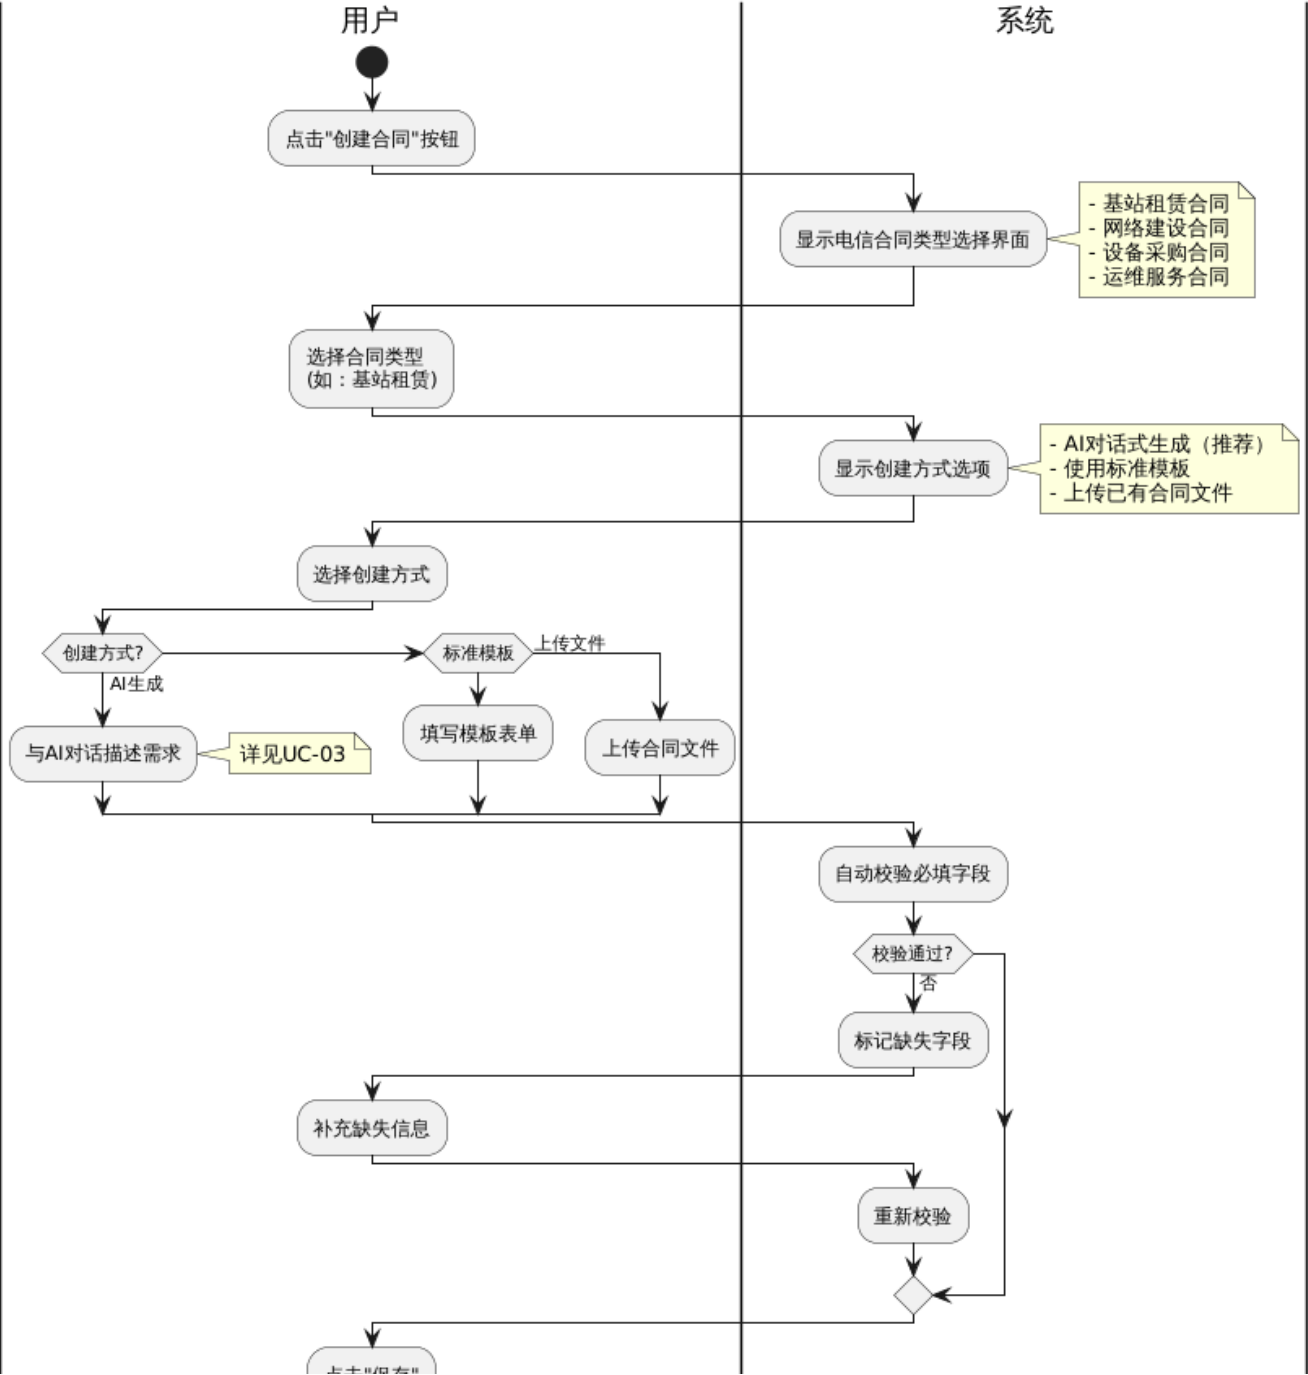 用户
系统
点击"创建合同"按钮
显示电信合同类型选择界面
- 基站租赁合同
- 网络建设合同
- 设备采购合同
- 运维服务合同
选择合同类型
(如：基站租赁)
显示创建方式选项
- AI对话式生成（推荐）
- 使用标准模板
- 上传已有合同文件
选择创建方式
创建方式?
AI生成
标准模板
上传文件
与AI对话描述需求
详见UC-03
填写模板表单
上传合同文件
自动校验必填字段
校验通过?
否
标记缺失字段
补充缺失信息
重新校验
点击"保存"